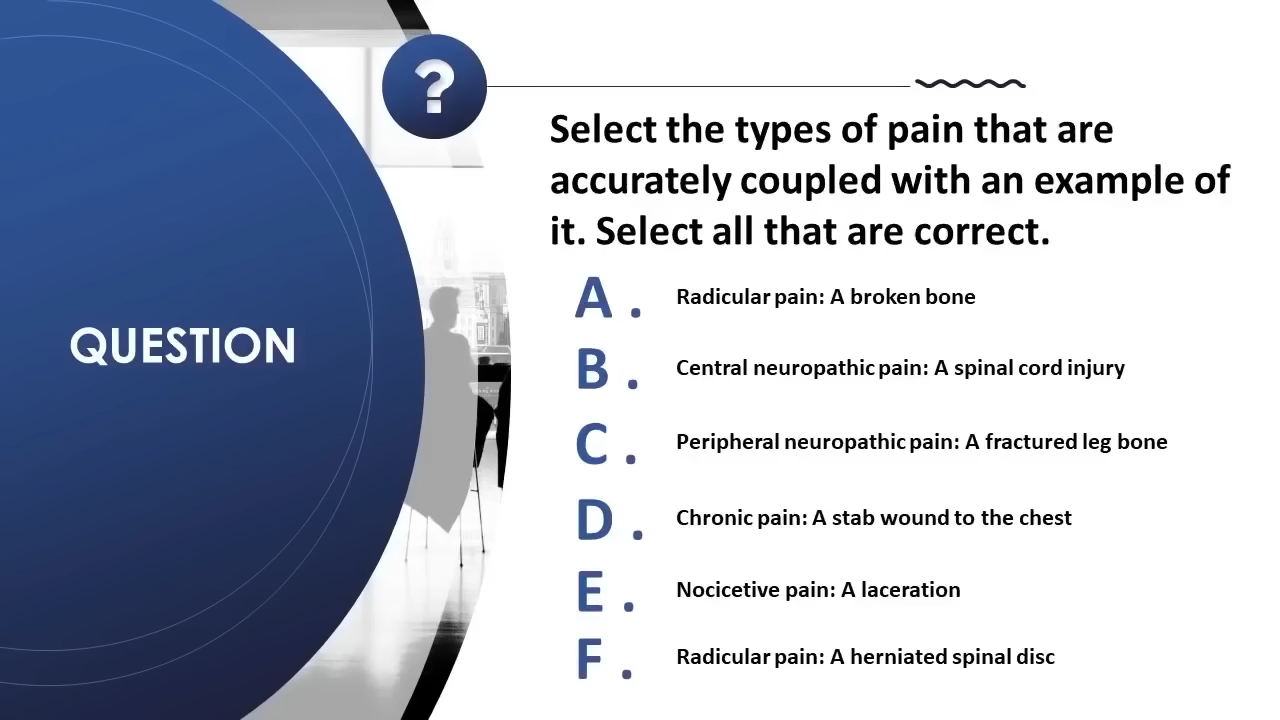 ?
Select the types of pain that are
accurately coupled with an example of
it. Select all that are correct.
QUESTION
A. Radicular pain: A broken bone
B. Central neuropathic pain: A spinal cord injury
C. Peripheral neuropathic pain: A fractured leg bone
D. Chronic pain: A stab wound to the chest
E. Nocicetive pain: A laceration
F. Radicular pain: A herniated spinal disc